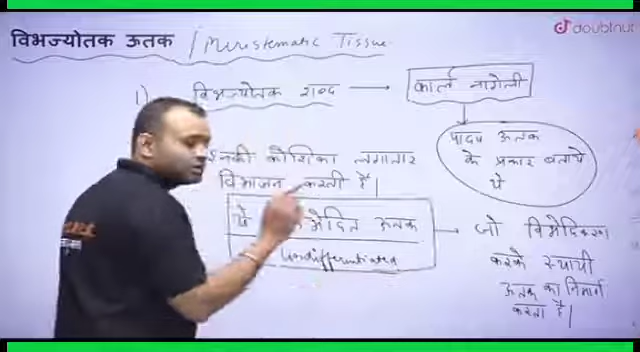 विभज्योतक ऊतक / Meristematic Tissue
doubtnut
1) विभज्योतक शब्द → कार्ल नागेली
पादप ऊतक
के प्रकार बताये
थे
इनकी कौशिका लगातार
विभाजन करती हैं|
ये ऊतक
undifferentiated
→ जो विभेदिकरण
करके स्थायी
ऊतक का निर्माण
करता है|